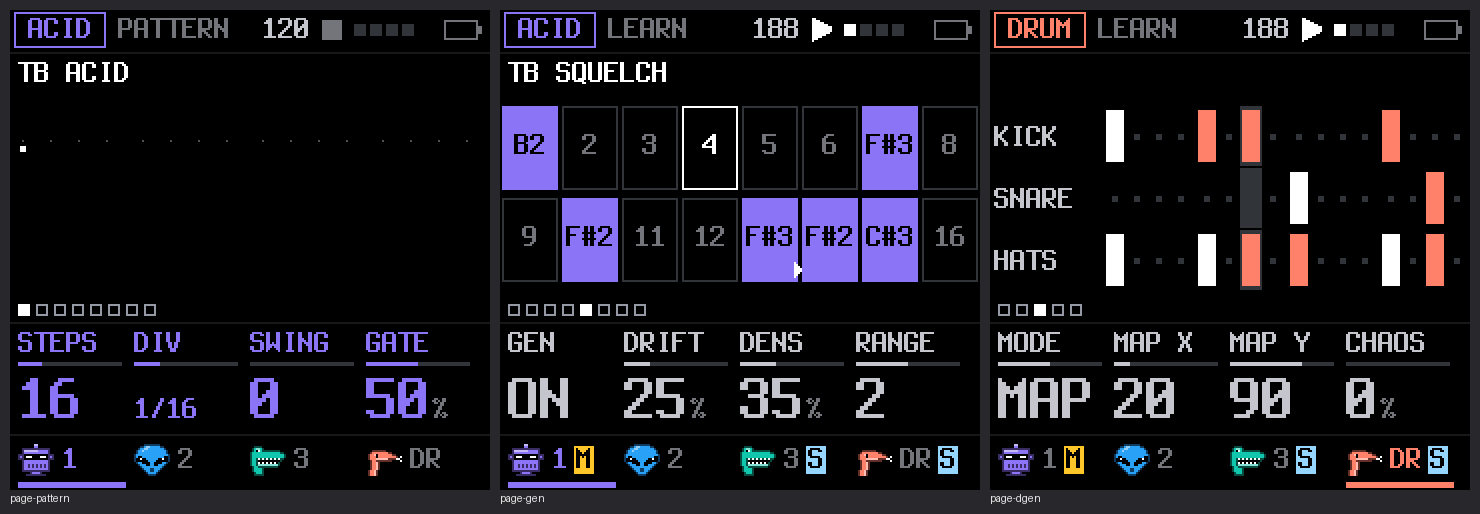 ACID PATTERN 120
TB ACID
STEPS DIV SWING GATE
16 1/16 0 50%
1 2 3 DR
page-pattern
ACID LEARN 188
TB SQUELCH
B2 2 3 4 5 6 F#3 8
9 F#2 11 12 F#3 F#2 C#3 16
GEN DRIFT DENS RANGE
ON 25% 35% 2
1 M 2 3 S DR S
page-gen
DRUM LEARN 188
KICK
SNARE
HATS
MODE MAP X MAP Y CHAOS
MAP 20 90 0%
1 M 2 3 S DR S
page-dgen